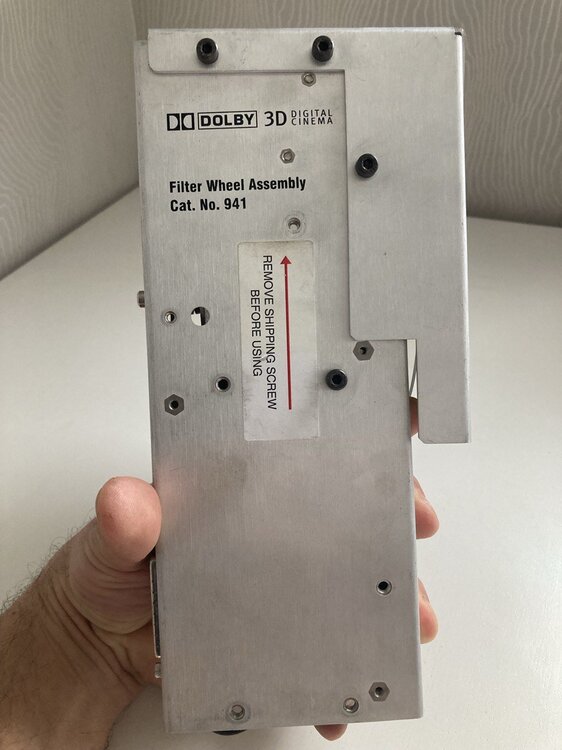 DOLBY 3D DIGITAL CINEMA
Filter Wheel Assembly
Cat. No. 941
REMOVE SHIPPING SCREW
BEFORE USING